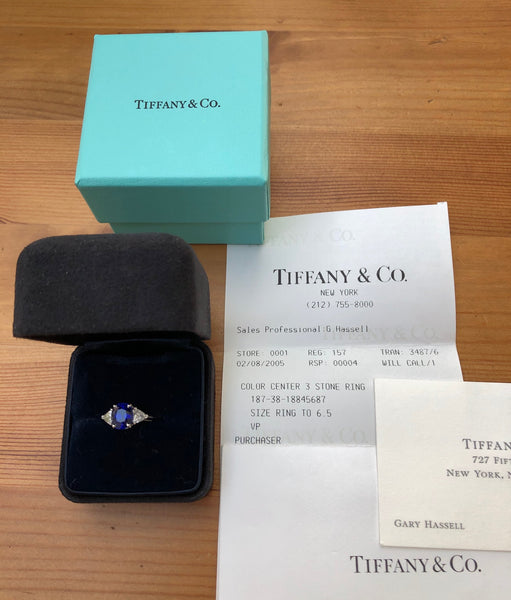 TIFFANY & CO.
TIFFANY & CO.
NEW YORK
(212) 755-8000
Sales Professional:G.Hassell
STORE: 0001 REG: 157 TRAN: 3487/6
02/08/2005 RSP: 00004 WILL CALL/1
COLOR CENTER 3 STONE RING
187-38-18845687
SIZE RING TO 6.5
VP
PURCHASER
TIFFANY
727 FIF
NEW YORK, N
GARY HASSELL
TIFFANY & CO.